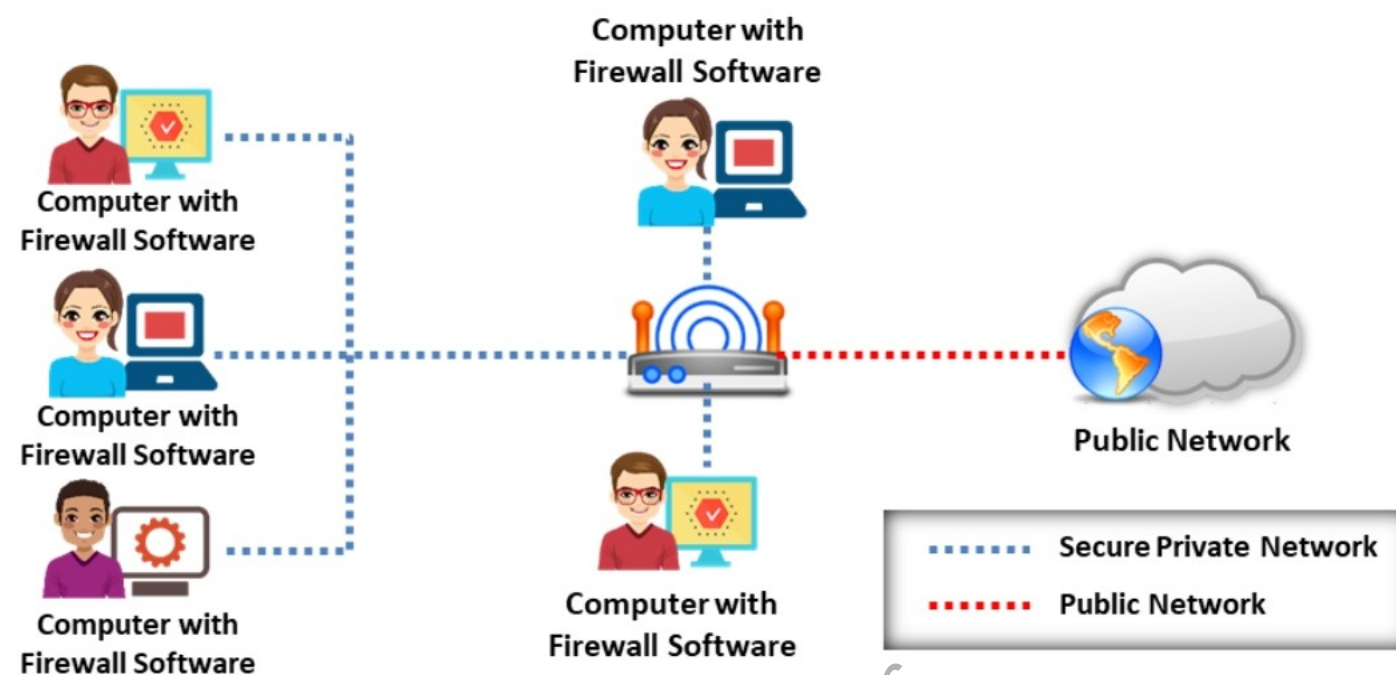 Computer with
Firewall Software
Computer with
Firewall Software
Computer with
Firewall Software
Computer with
Firewall Software
Public Network
Secure Private Network
Public Network
Computer with
Firewall Software